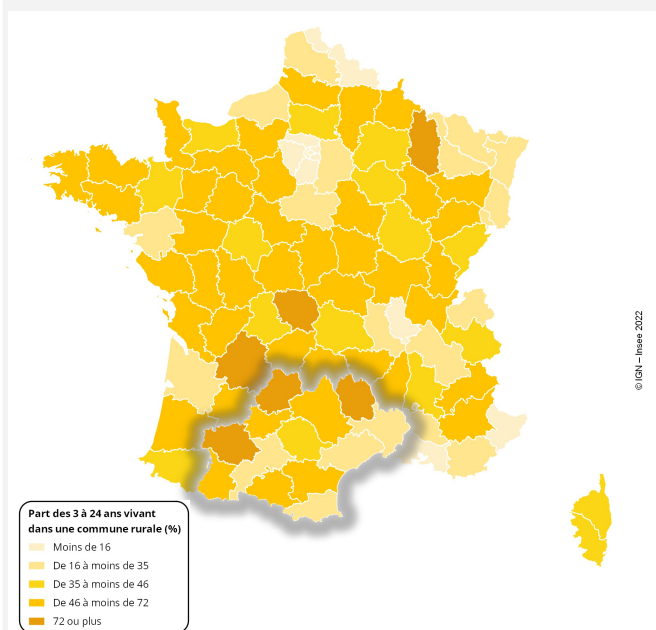 © IGN – Insee 2022
Part des 3 à 24 ans vivant
dans une commune rurale (%)
Moins de 16
De 16 à moins de 35
De 35 à moins de 46
De 46 à moins de 72
72 ou plus